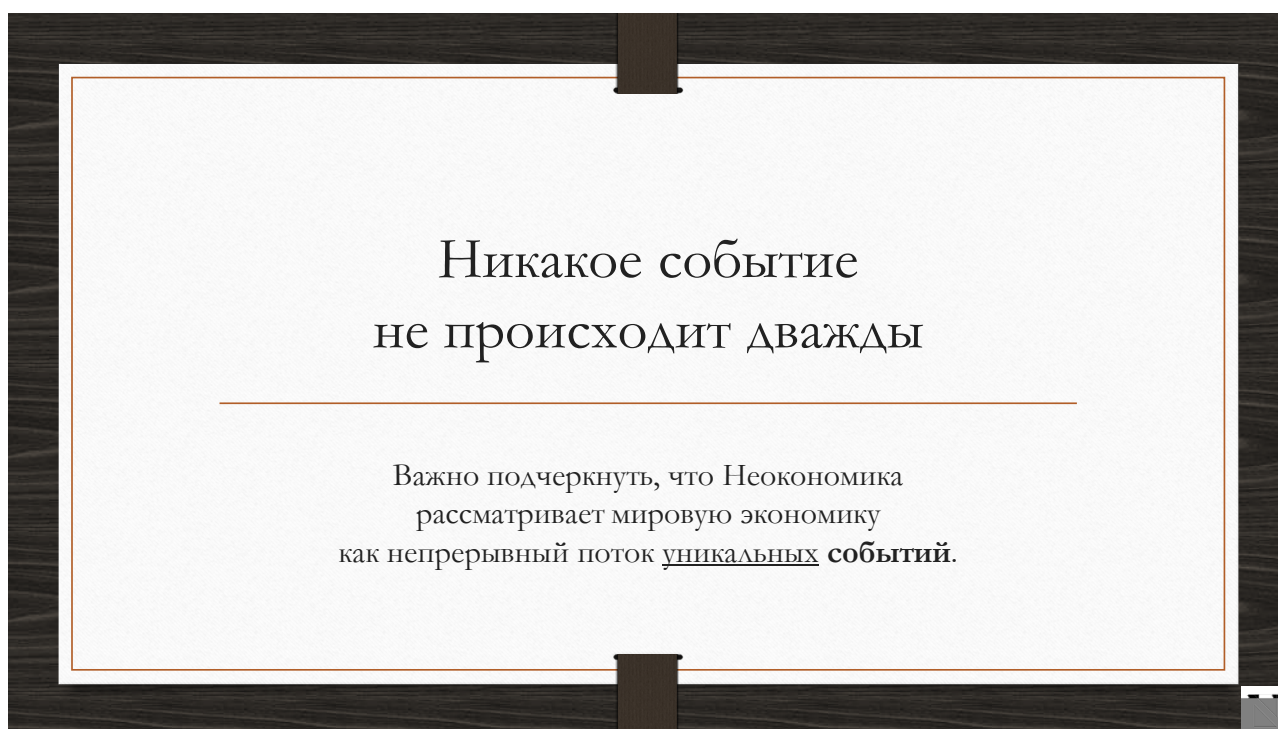 Никакое событие
не происходит дважды
Важно подчеркнуть, что Неокономика
рассматривает мировую экономику
как непрерывный поток уникальных событий.